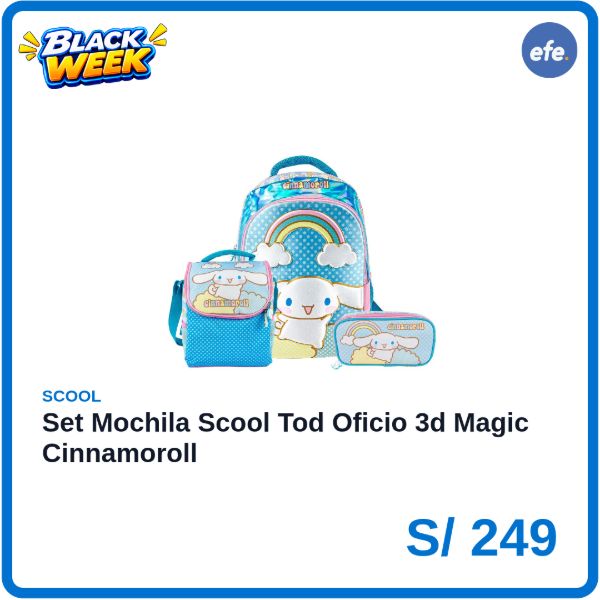 BLACK
WEEK
efe.
cinnamoroll
cinnamoroll
cinnamoroll
SCOOL
Set Mochila Scool Tod Oficio 3d Magic
Cinnamoroll
S/ 249